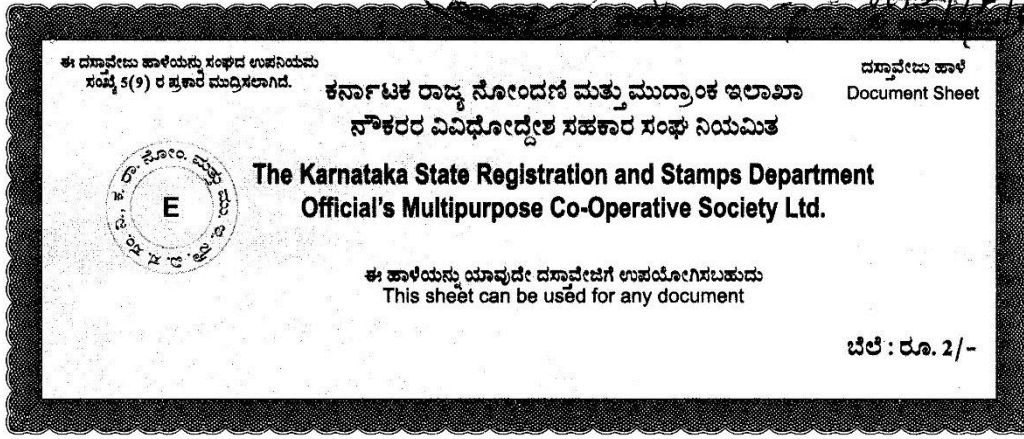 ಈ ದಸ್ತಾವೇಜು ಹಾಳೆಯನ್ನು ಸಂಘದ ಉಪನಿಯಮ
ಸಂಖ್ಯೆ 5(9) ರ ಪ್ರಕಾರ ಮುದ್ರಿಸಲಾಗಿದೆ.
ದಸ್ತಾವೇಜು ಹಾಳೆ
Document Sheet
ಕರ್ನಾಟಕ ರಾಜ್ಯ ನೋಂದಣಿ ಮತ್ತು ಮುದ್ರಾಂಕ ಇಲಾಖಾ
ನೌಕರರ ವಿವಿಧೋದ್ದೇಶ ಸಹಕಾರ ಸಂಘ ನಿಯಮಿತ
E
The Karnataka State Registration and Stamps Department
Official's Multipurpose Co-Operative Society Ltd.
ಈ ಹಾಳೆಯನ್ನು ಯಾವುದೇ ದಸ್ತಾವೇಜಿಗೆ ಉಪಯೋಗಿಸಬಹುದು
This sheet can be used for any document
ಬೆಲೆ : ರೂ. 2/-